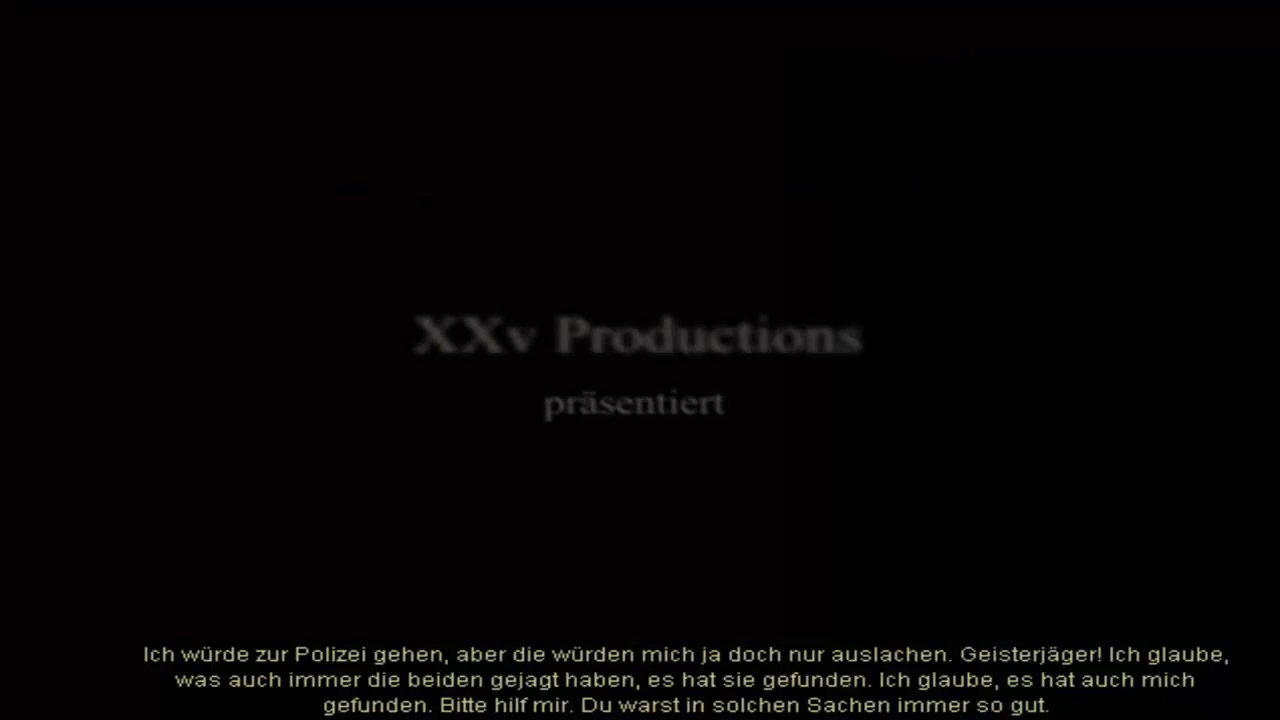 XXv Productions
präsentiert
Ich würde zur Polizei gehen, aber die würden mich ja doch nur auslachen. Geisterjäger! Ich glaube,
was auch immer die beiden gejagt haben, es hat sie gefunden. Ich glaube, es hat auch mich
gefunden. Bitte hilf mir. Du warst in solchen Sachen immer so gut.